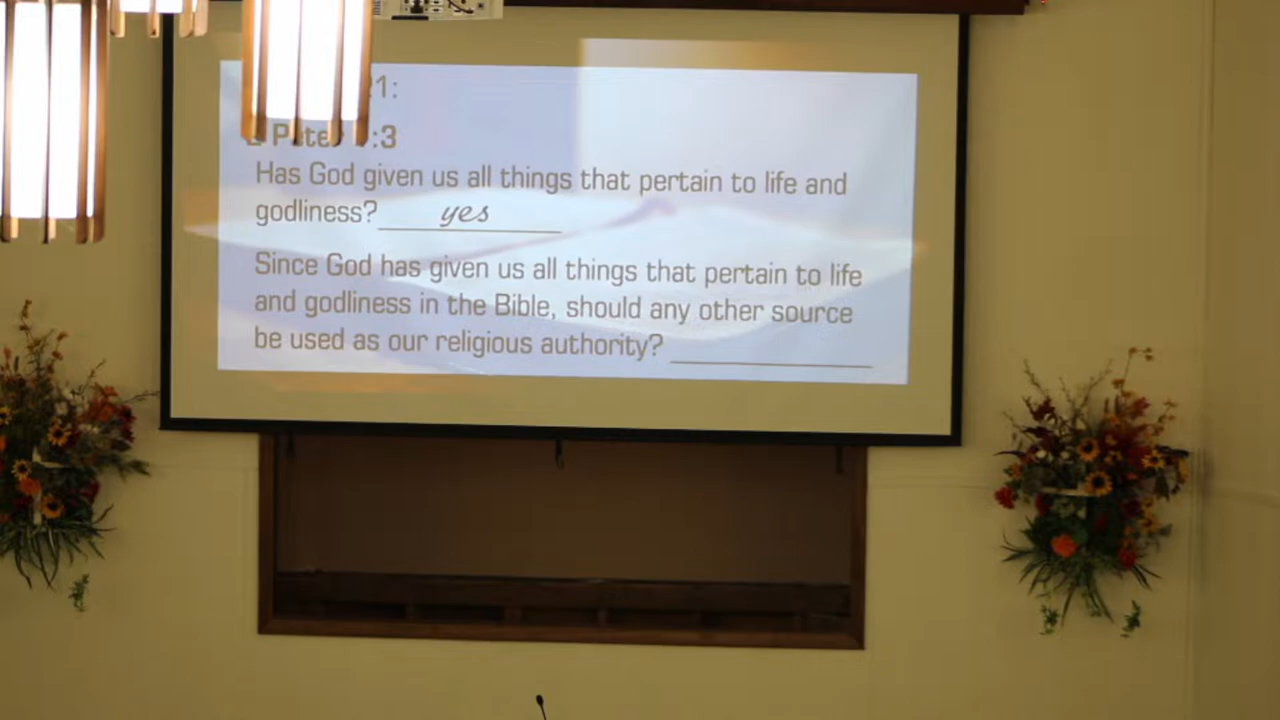 1:
:3
Has God given us all things that pertain to life and
godliness? yes
Since God has given us all things that pertain to life
and godliness in the Bible, should any other source
be used as our religious authority?